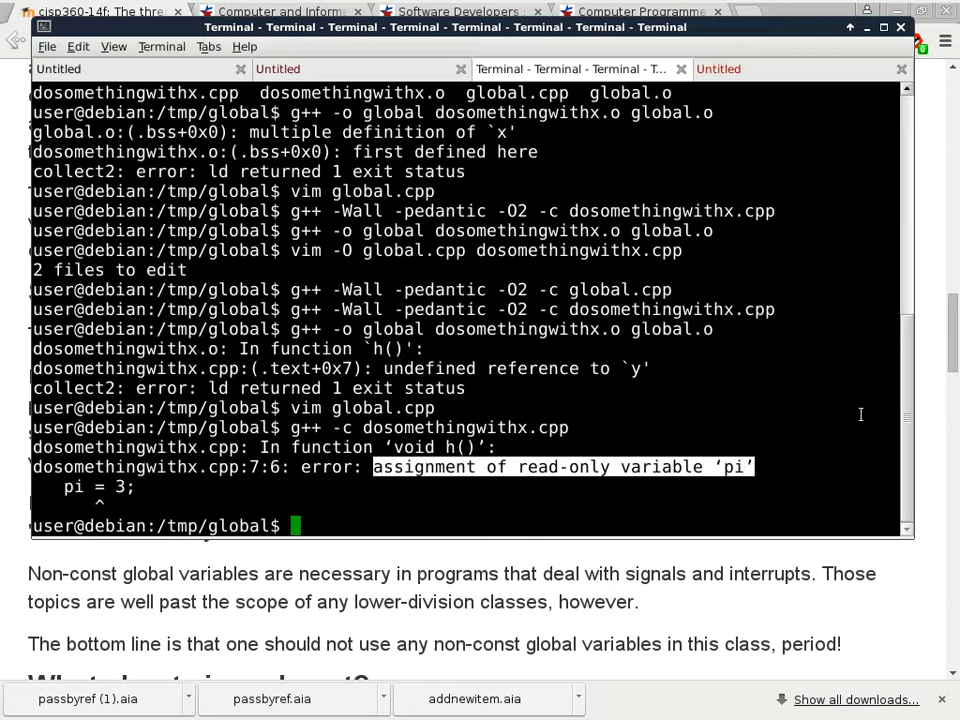 cisp360-14f: The thre
Computer and Inform
Software Developers :
Computer Programme
Terminal - Terminal - Terminal - Terminal - Terminal - Terminal - Terminal
File Edit View Terminal Tabs Help
Untitled
Untitled
Terminal - Terminal - Terminal - T...
Untitled
dosomethingwithx.cpp  dosomethingwithx.o  global.cpp  global.o
user@debian:/tmp/global$ g++ -o global dosomethingwithx.o global.o
global.o:(.bss+0x0): multiple definition of `x'
dosomethingwithx.o:(.bss+0x0): first defined here
collect2: error: ld returned 1 exit status
user@debian:/tmp/global$ vim global.cpp
user@debian:/tmp/global$ g++ -Wall -pedantic -O2 -c dosomethingwithx.cpp
user@debian:/tmp/global$ g++ -o global dosomethingwithx.o global.o
user@debian:/tmp/global$ vim -O global.cpp dosomethingwithx.cpp
2 files to edit
user@debian:/tmp/global$ g++ -Wall -pedantic -O2 -c global.cpp
user@debian:/tmp/global$ g++ -Wall -pedantic -O2 -c dosomethingwithx.cpp
user@debian:/tmp/global$ g++ -o global dosomethingwithx.o global.o
dosomethingwithx.o: In function `h()':
dosomethingwithx.cpp:(.text+0x7): undefined reference to `y'
collect2: error: ld returned 1 exit status
user@debian:/tmp/global$ vim global.cpp
user@debian:/tmp/global$ g++ -c dosomethingwithx.cpp
dosomethingwithx.cpp: In function ‘void h()’:
dosomethingwithx.cpp:7:6: error: assignment of read-only variable ‘pi’
   pi = 3;
      ^
user@debian:/tmp/global$
Non-const global variables are necessary in programs that deal with signals and interrupts. Those
topics are well past the scope of any lower-division classes, however.
The bottom line is that one should not use any non-const global variables in this class, period!
passbyref (1).aia
passbyref.aia
addnewitem.aia
Show all downloads...